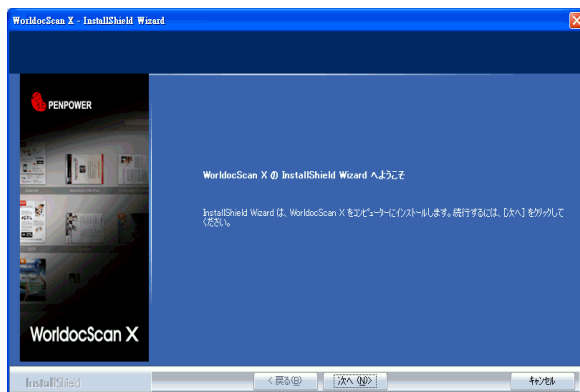 WorldocScan X - InstallShield Wizard
PENPOWER
WorldocScan X の InstallShield Wizard へようこそ
InstallShield Wizard は、WorldocScan X をコンピューターにインストールします。続行するには、[次へ] をクリックして
ください。
WorldocScan X
InstallShield
< 戻る(B)
次へ (N)>
キャンセル